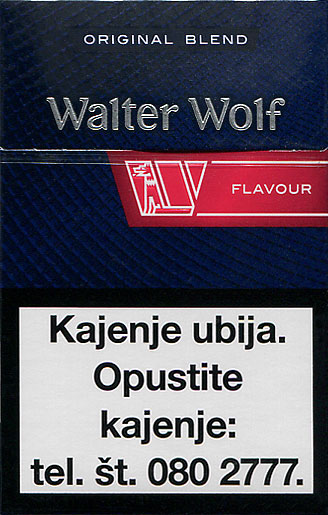 ORIGINAL BLEND
Walter Wolf
FLAVOUR
Kajenje ubija.
Opustite
kajenje:
tel. št. 080 2777.